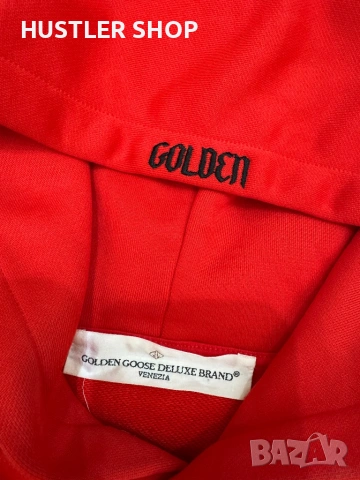 HUSTLER SHOP
GOLDEN
GOLDEN GOOSE DELUXE BRAND®
VENEZIA
BAZAR